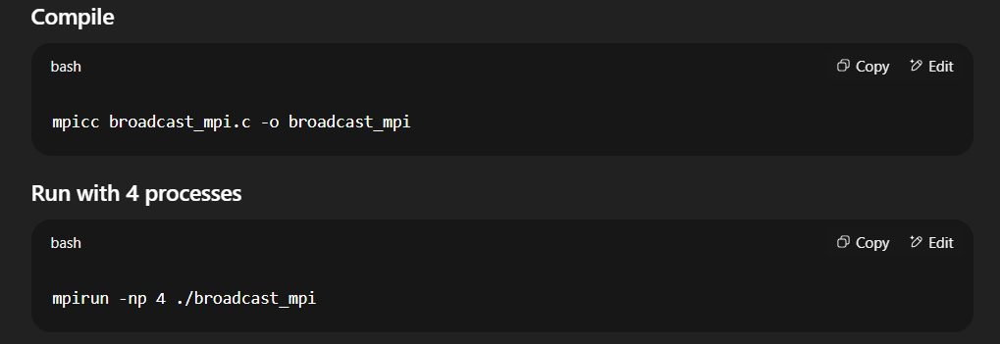 Compile
bash
Copy
Edit
mpicc broadcast_mpi.c -o broadcast_mpi
Run with 4 processes
bash
Copy
Edit
mpirun -np 4 ./broadcast_mpi